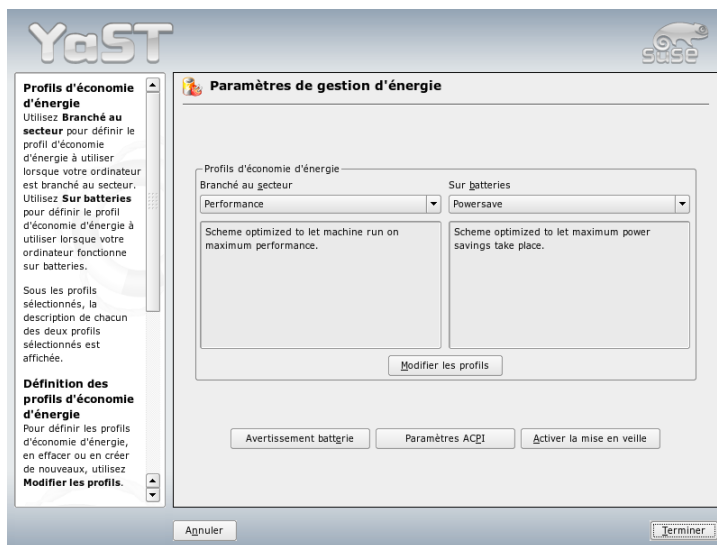 YaST
SUSE
Profils d'économie
d'énergie
Utilisez Branché au
secteur pour définir le
profil d'économie
d'énergie à utiliser
lorsque votre ordinateur
est branché au secteur.
Utilisez Sur batteries
pour définir le profil
d'économie d'énergie à
utiliser lorsque votre
ordinateur fonctionne
sur batteries.
Sous les profils
sélectionnés, la
description de chacun
des deux profils
sélectionnés est
affichée.
Définition des
profils d'économie
d'énergie
Pour définir les profils
d'économie d'énergie,
en effacer ou en créer
de nouveaux, utilisez
Modifier les profils.
Paramètres de gestion d'énergie
Profils d'économie d'énergie
Branché au secteur
Sur batteries
Performance
Powersave
Scheme optimized to let machine run on
maximum performance.
Scheme optimized to let maximum power
savings take place.
Modifier les profils
Avertissement batterie
Paramètres ACPI
Activer la mise en veille
Annuler
Terminer